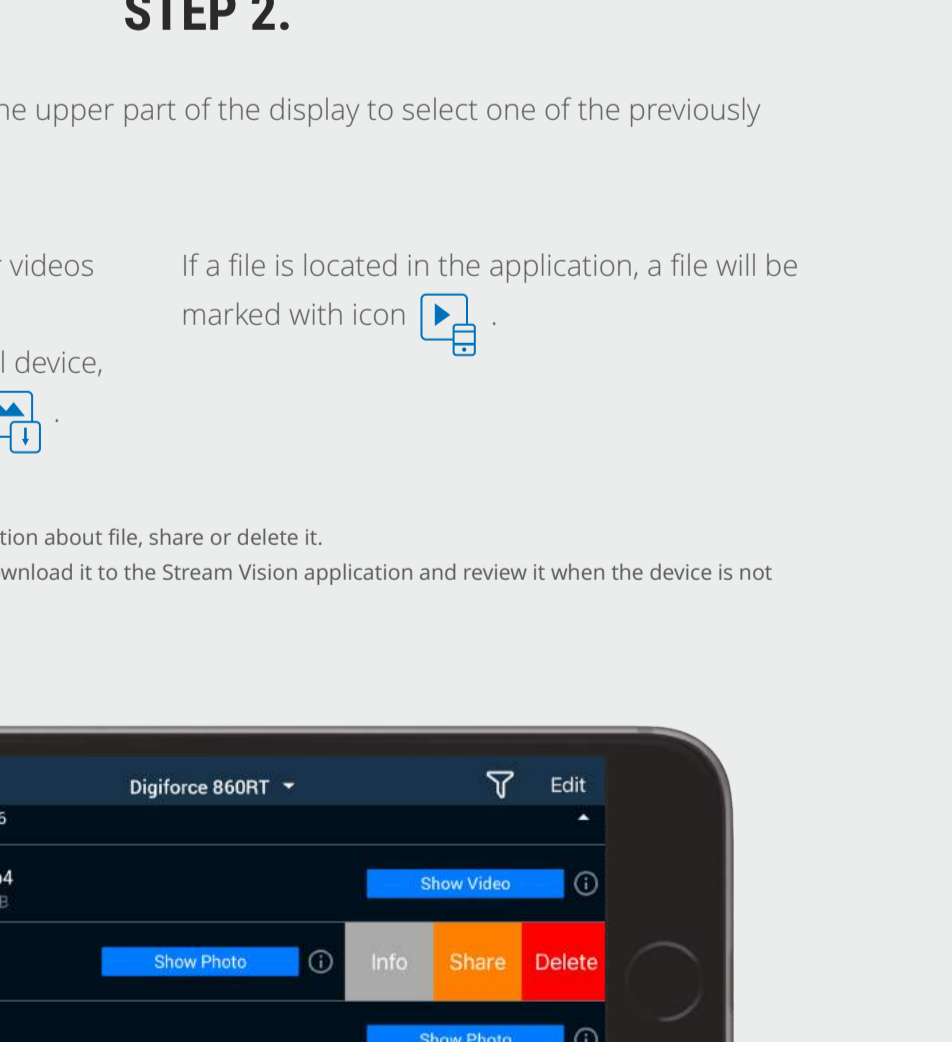 STEP 2.
he upper part of the display to select one of the previously
videos
If a file is located in the application, a file will be
marked with icon .
l device,
.
tion about file, share or delete it.
wnload it to the Stream Vision application and review it when the device is not
Digiforce 860RT
Edit
Show Video
Show Photo
Info
Share
Delete
Show Photo